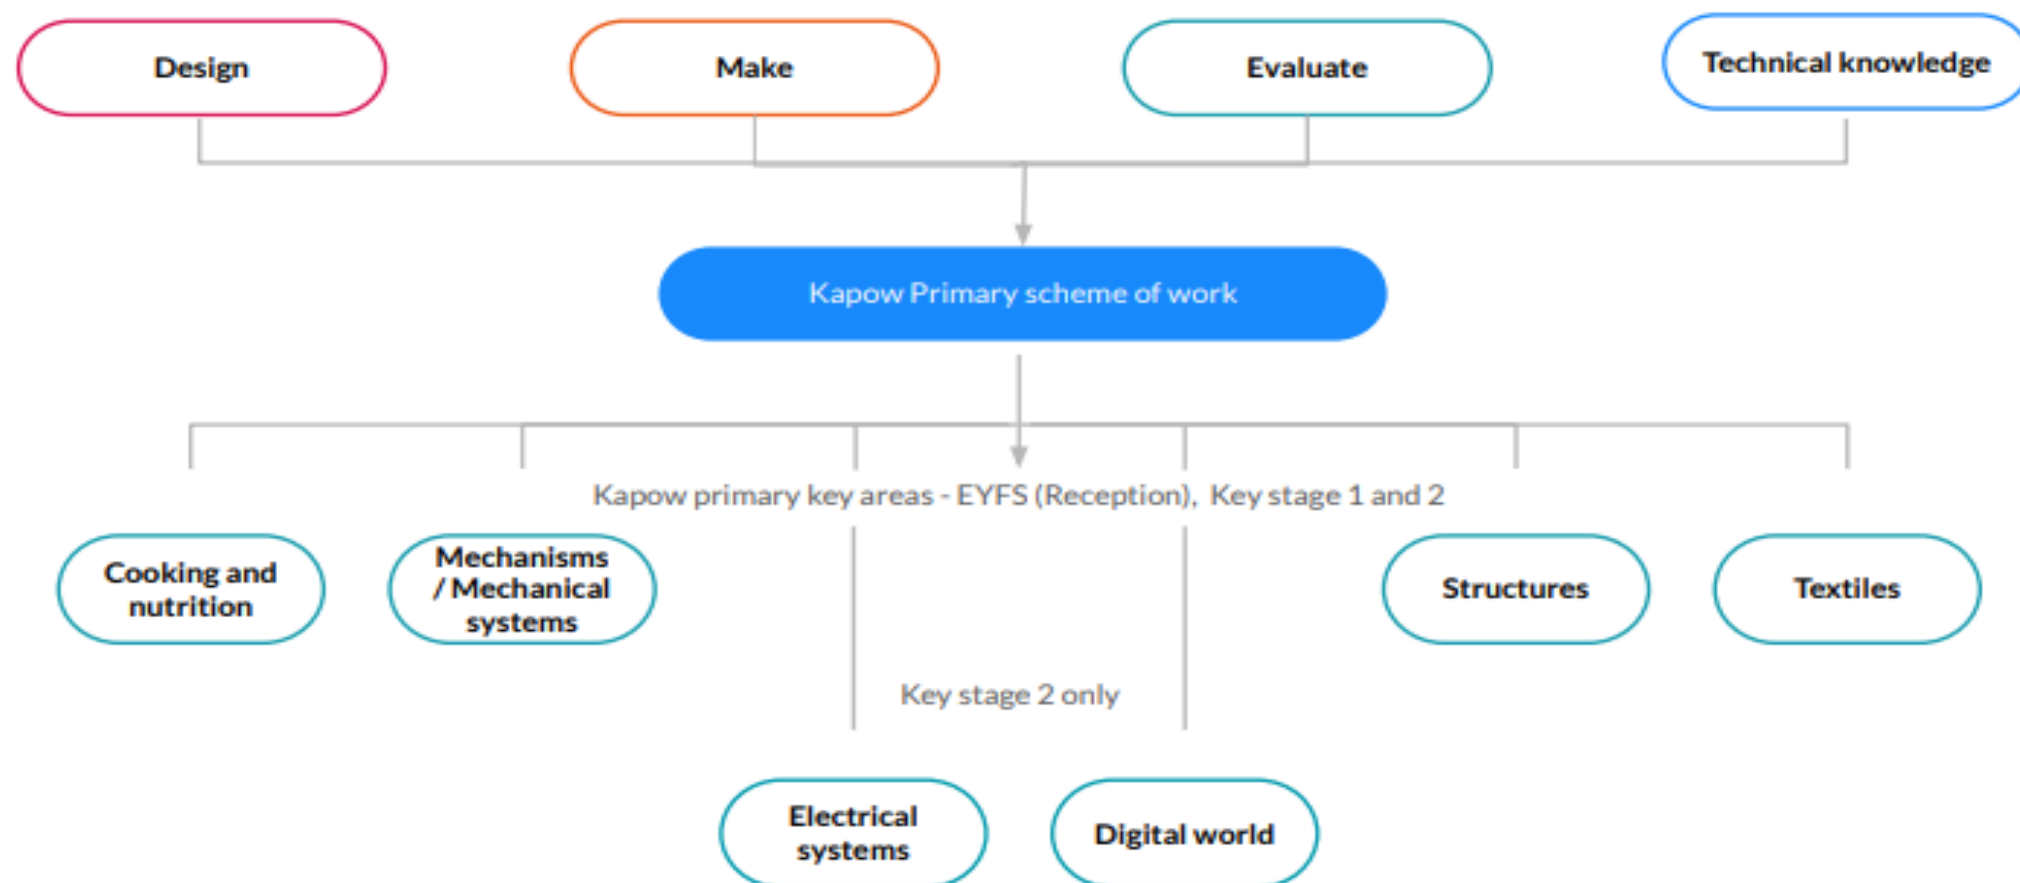 Design
Make
Evaluate
Technical knowledge
Kapow Primary scheme of work
Kapow primary key areas - EYFS (Reception), Key stage 1 and 2
Cooking and
nutrition
Mechanisms
/ Mechanical
systems
Structures
Textiles
Key stage 2 only
Electrical
systems
Digital world